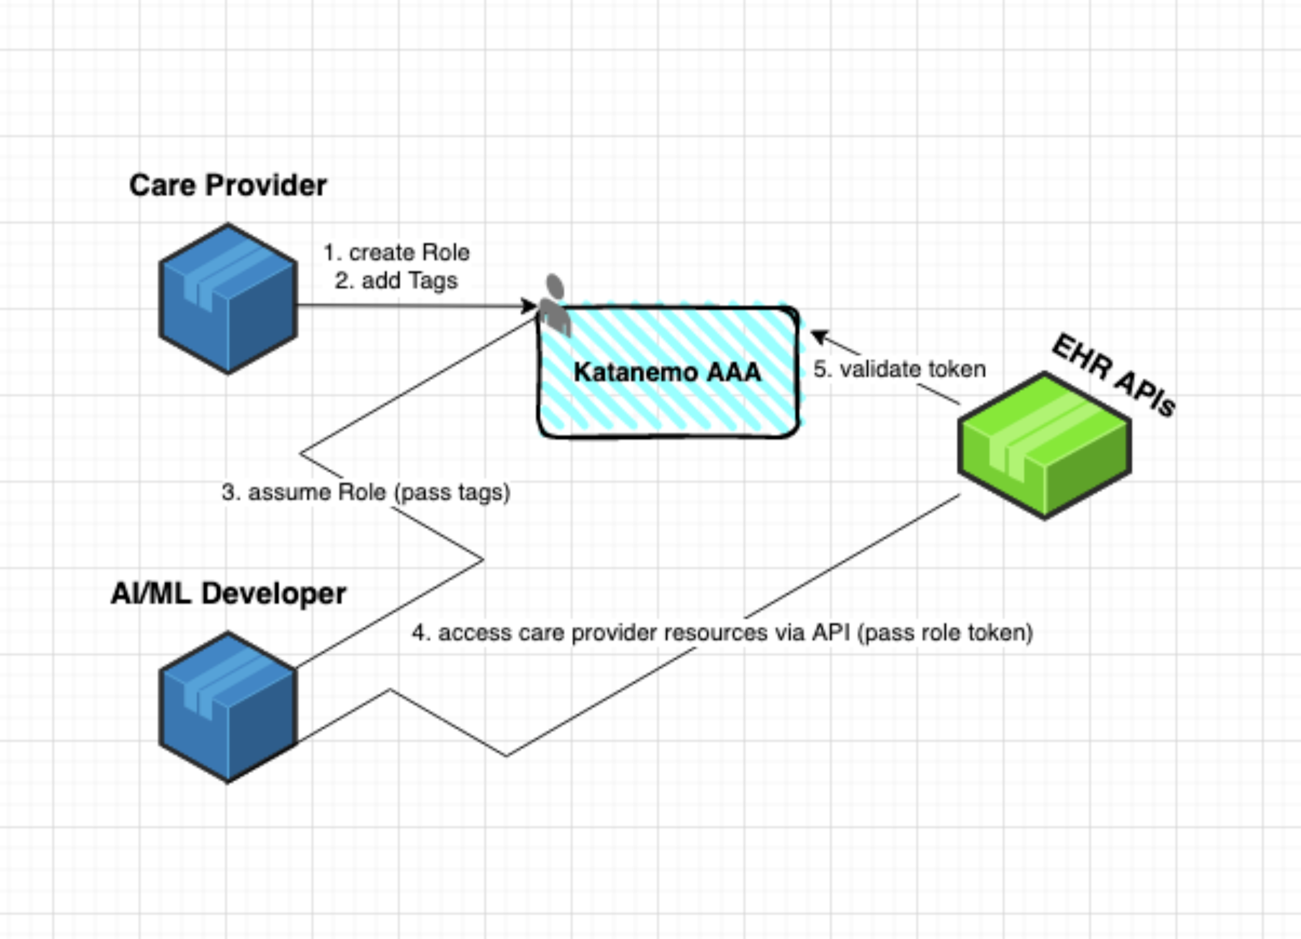 Care Provider
1. create Role
2. add Tags
Katanemo AAA
5. validate token
EHR APIs
3. assume Role (pass tags)
AI/ML Developer
4. access care provider resources via API (pass role token)